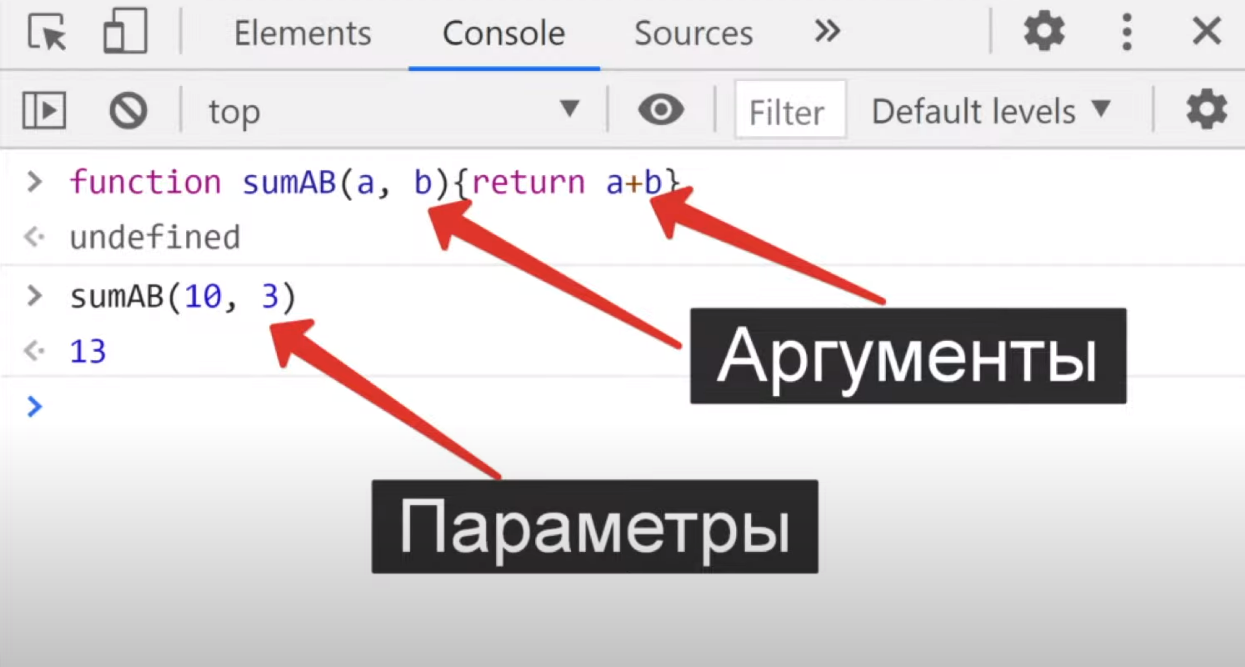 Elements Console Sources »
top ▼ Filter Default levels ▼
> function sumAB(a, b){return a+b}
undefined
> sumAB(10, 3)
13
>
Аргументы
Параметры